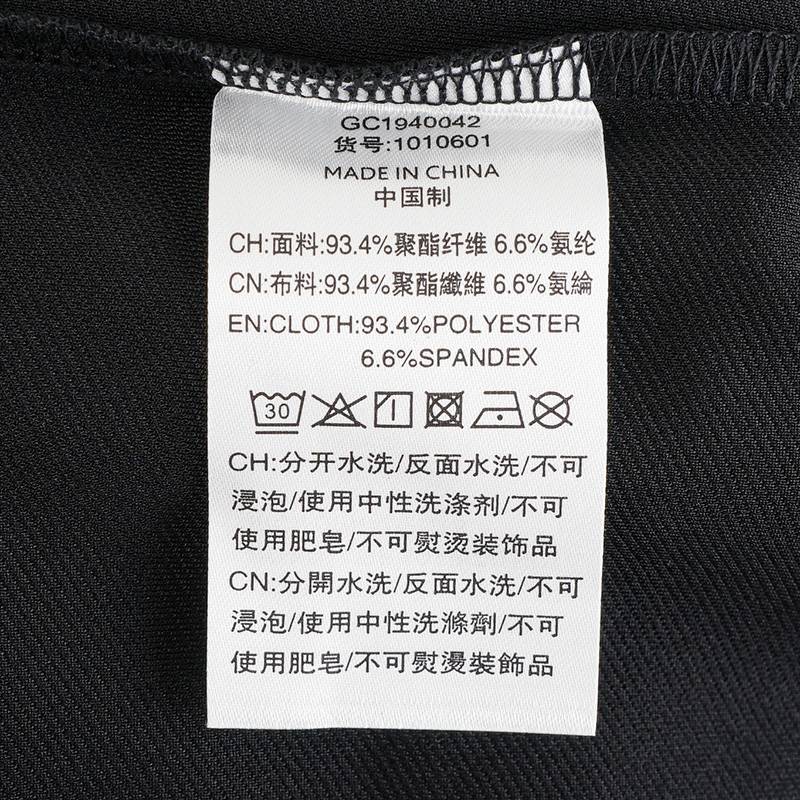 GC1940042
货号:1010601
MADE IN CHINA
中国制
CH:面料:93.4%聚酯纤维 6.6%氨纶
CN:布料:93.4%聚酯纖維 6.6%氨綸
EN:CLOTH:93.4%POLYESTER
6.6%SPANDEX
30
CH:分开水洗/反面水洗/不可
浸泡/使用中性洗涤剂/不可
使用肥皂/不可熨烫装饰品
CN:分開水洗/反面水洗/不可
浸泡/使用中性洗滌劑/不可
使用肥皂/不可熨燙裝飾品